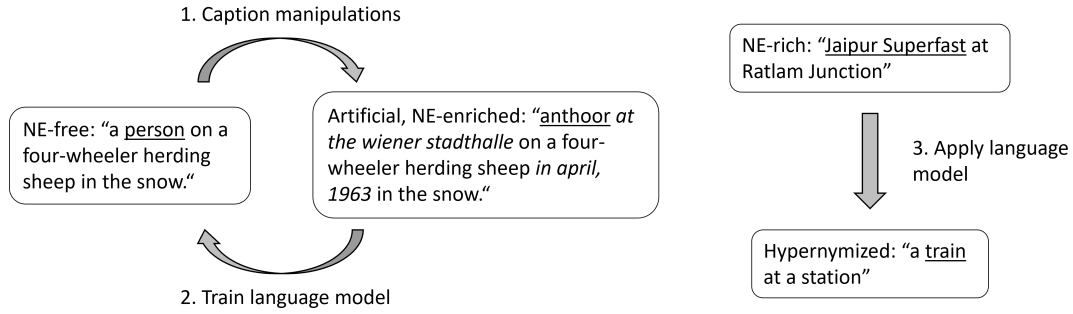 1. Caption manipulations
NE-free: “a person on a
four-wheeler herding
sheep in the snow.“
Artificial, NE-enriched: “anthoor at
the wiener stadthalle on a four-
wheeler herding sheep in april,
1963 in the snow.“
2. Train language model
NE-rich: “Jaipur Superfast at
Ratlam Junction”
3. Apply language
model
Hypernymized: “a train
at a station”